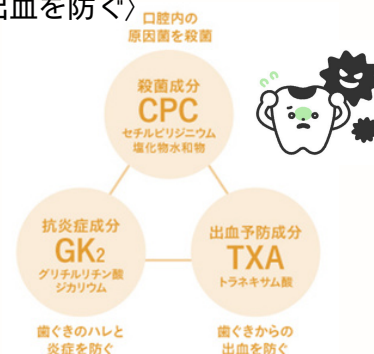 出血を防ぐ〉
口腔内の
原因菌を殺菌
殺菌成分
CPC
セチルピリジニウム
塩化物水和物
抗炎症成分
GK2
グリチルリチン酸
ジカリウム
出血予防成分
TXA
トラネキサム酸
歯ぐきのハレと
炎症を防ぐ
歯ぐきからの
出血を防ぐ